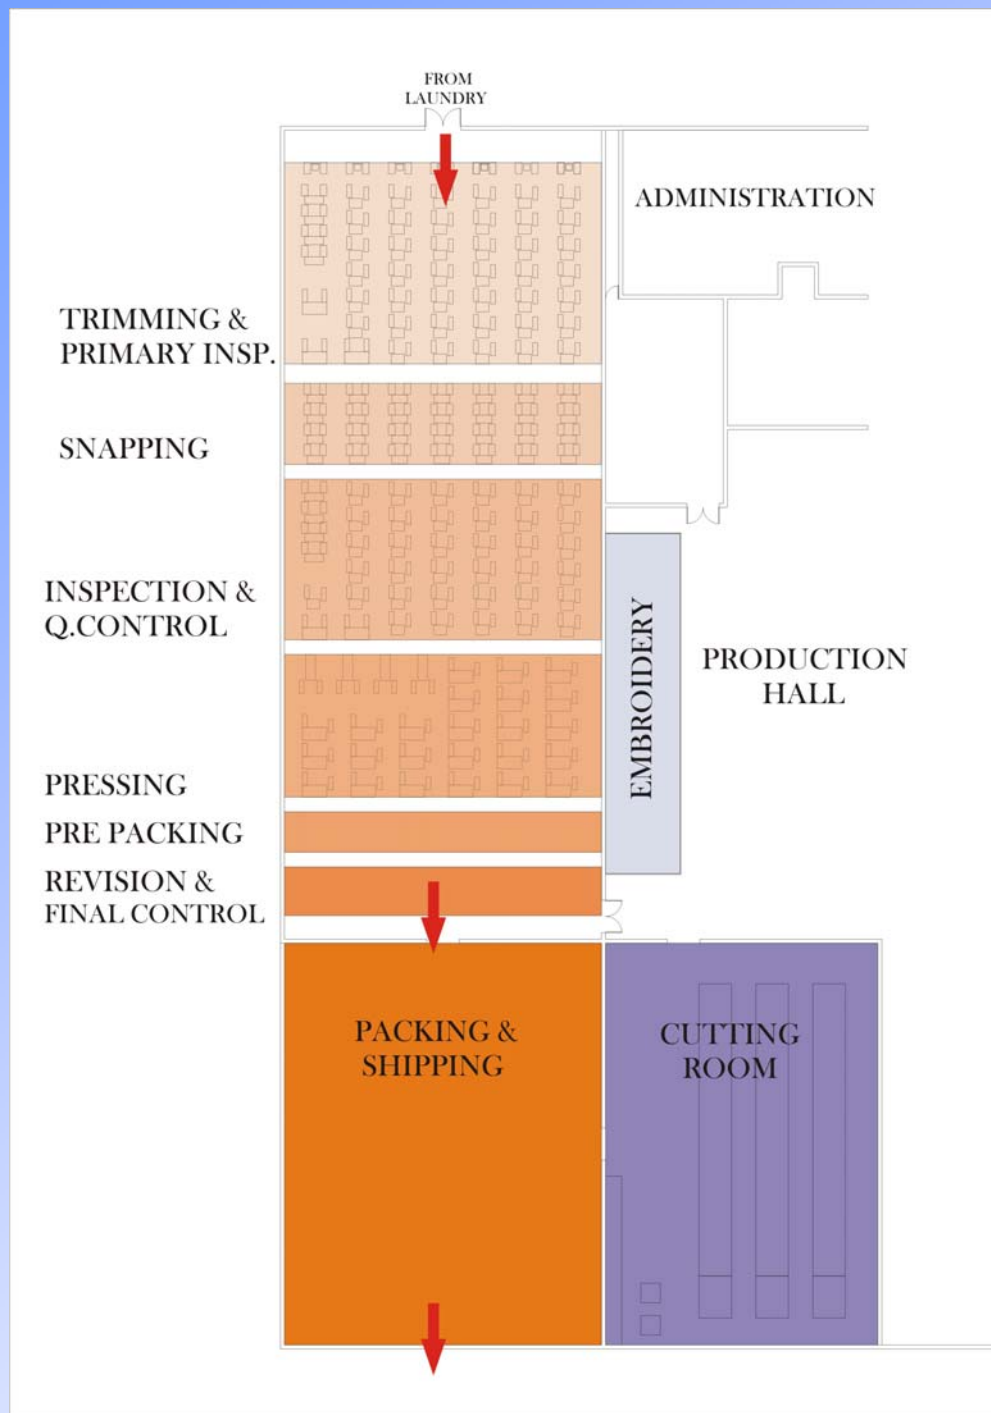 FROM
LAUNDRY
ADMINISTRATION
TRIMMING &
PRIMARY INSP.
SNAPPING
INSPECTION &
Q.CONTROL
EMBROIDERY
PRODUCTION
HALL
PRESSING
PRE PACKING
REVISION &
FINAL CONTROL
PACKING &
SHIPPING
CUTTING
ROOM